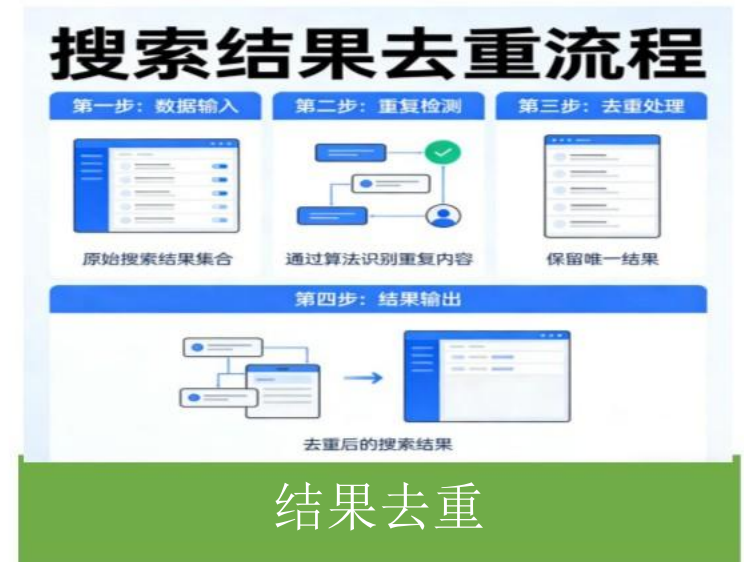 搜索结果去重流程
第一步：数据输入
第二步：重复检测
第三步：去重处理
原始搜索结果集合
通过算法识别重复内容
保留唯一结果
第四步：结果输出
去重后的搜索结果
结果去重